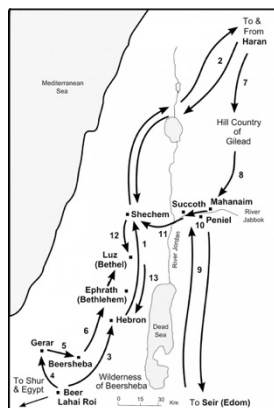 To &
From
Haran
2
7
Mediterranean
Sea
Hill Country
of
Gilead
8
Mahanaim
Succoth
10
Peniel
River
Jabbok
Shechem
11
12
1
Luz
(Bethel)
River Jordan
9
13
Ephrath
(Bethlehem)
Hebron
Gerar
5
6
Beersheba
3
4
Dead
Sea
Wilderness of
Beersheba
To Shur
& Egypt
Beer
Lahai Roi
0
15
30
Km
To Seir (Edom)